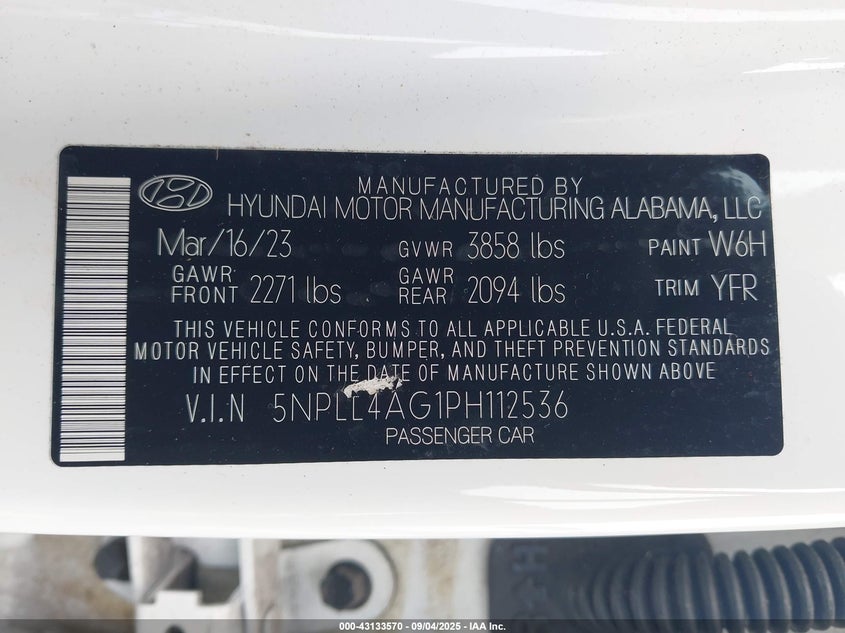 MANUFACTURED BY
HYUNDAI MOTOR MANUFACTURING ALABAMA, LLC
Mar/16/23 GVWR 3858 lbs PAINT W6H
GAWR FRONT 2271 lbs GAWR REAR 2094 lbs TRIM YFR
THIS VEHICLE CONFORMS TO ALL APPLICABLE U.S.A. FEDERAL
MOTOR VEHICLE SAFETY, BUMPER, AND THEFT PREVENTION STANDARDS
IN EFFECT ON THE DATE OF MANUFACTURE SHOWN ABOVE
V.I.N 5NPLL4AG1PH112536
PASSENGER CAR
000-43133570 - 09/04/2025 - IAA Inc.